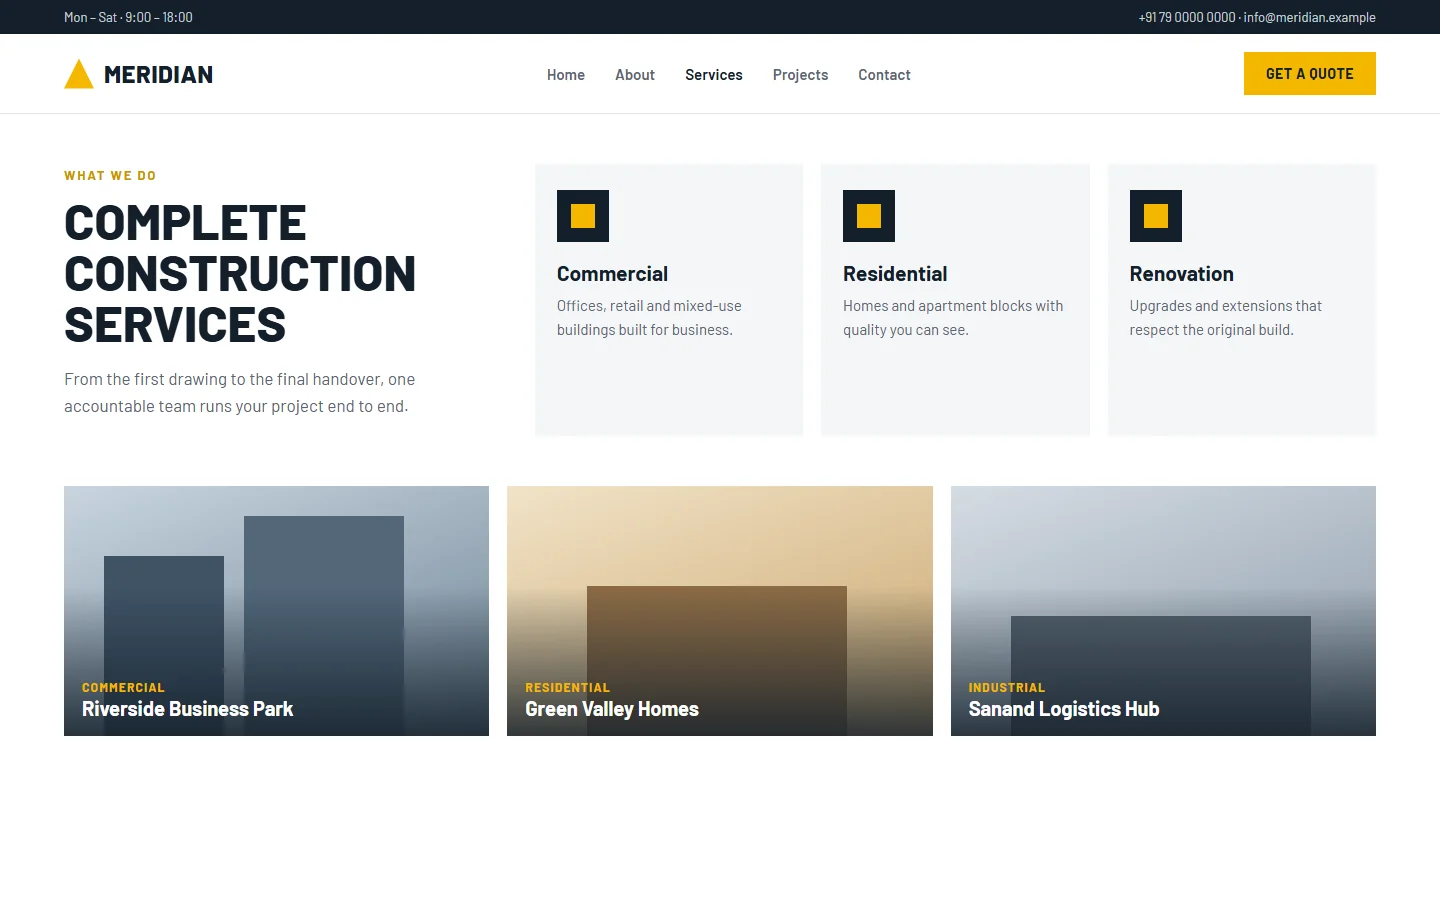 Mon – Sat · 9:00 – 18:00
+91 79 0000 0000 · info@meridian.example
MERIDIAN
Home
About
Services
Projects
Contact
GET A QUOTE
WHAT WE DO
COMPLETE
CONSTRUCTION
SERVICES
From the first drawing to the final handover, one
accountable team runs your project end to end.
Commercial
Offices, retail and mixed-use
buildings built for business.
Residential
Homes and apartment blocks with
quality you can see.
Renovation
Upgrades and extensions that
respect the original build.
COMMERCIAL
Riverside Business Park
RESIDENTIAL
Green Valley Homes
INDUSTRIAL
Sanand Logistics Hub